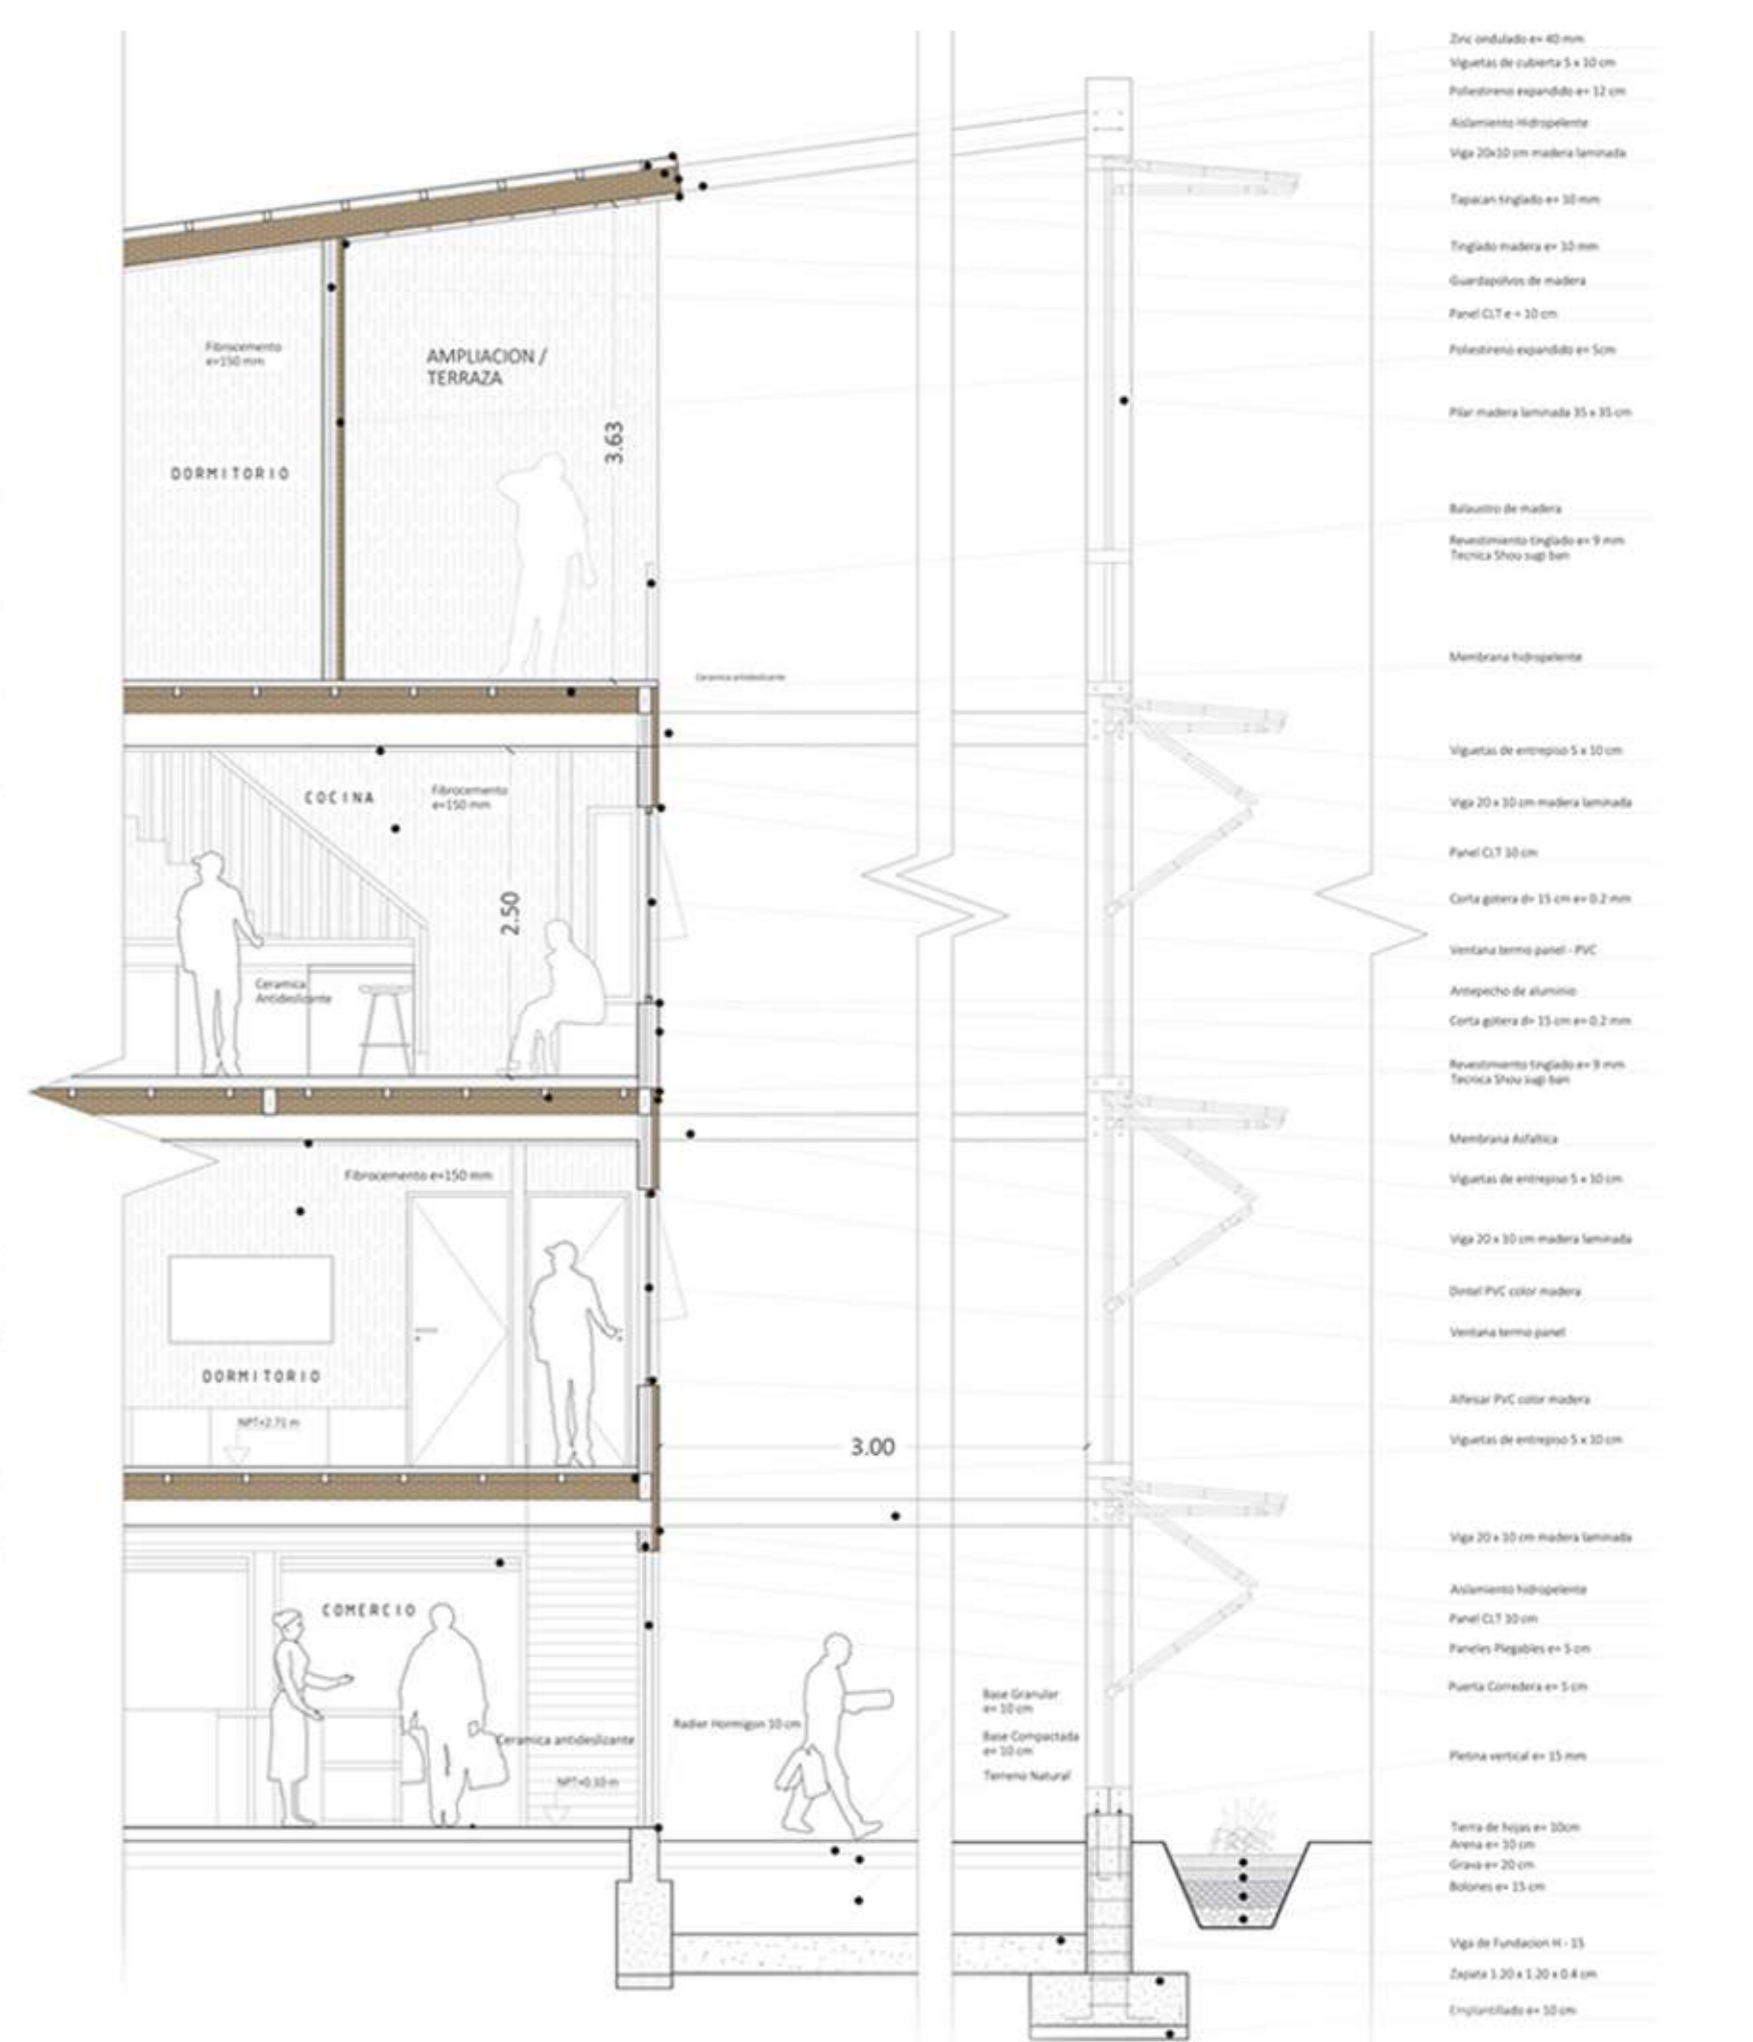 Zinc ondulado e= 40 mm
Viguetas de cubierta 5 x 10 cm
Poliestireno expandido e= 12 cm
Aislamiento Hidropelente
Viga 20x10 cm madera laminada
Tapacan tinglado e= 10 mm
Tinglado madera e= 10 mm
Guardapolvos de madera
Panel CLT e = 10 cm
Poliestireno expandido e= 5cm
Pilar madera laminada 35 x 35 cm
Balaustro de madera
Revestimiento tinglado e= 9 mm
Tecnica Shou sugi ban
Membrana hidropelente
Viguetas de entrepiso 5 x 10 cm
Viga 20 x 10 cm madera laminada
Panel CLT 10 cm
Corta gotera d= 15 cm e= 0.2 mm
Ventana termo panel - PVC
Antepecho de aluminio
Corta gotera d= 15 cm e= 0.2 mm
Revestimiento tinglado e= 9 mm
Tecnica Shou sugi ban
Membrana Asfaltica
Viguetas de entrepiso 5 x 10 cm
Viga 20 x 10 cm madera laminada
Dintel PVC color madera
Ventana termo panel
Alfeisar PVC color madera
Viguetas de entrepiso 5 x 10 cm
Viga 20 x 10 cm madera laminada
Aislamiento hidropelente
Panel CLT 10 cm
Paneles Plegables e= 5 cm
Puerta Corredera e= 5 cm
Pletina vertical e= 15 mm
Tierra de hojas e= 10cm
Arena e= 10 cm
Grava e= 20 cm
Bolones e= 15 cm
Viga de Fundacion H - 15
Zapata 1.20 x 1.20 x 0.4 cm
Emplantillado e= 10 cm
Fibrocemento
e=150 mm
AMPLIACION /
TERRAZA
3.63
DORMITORIO
Ceramica antideslizante
COCINA
Fibrocemento
e=150 mm
2.50
Ceramica
Antideslizante
Fibrocemento e=150 mm
DORMITORIO
NPT+2.71 m
3.00
COMERCIO
Ceramica antideslizante
NPT+0.10 m
Radier Hormigon 10 cm
Base Granular
e= 10 cm
Base Compactada
e= 10 cm
Terreno Natural